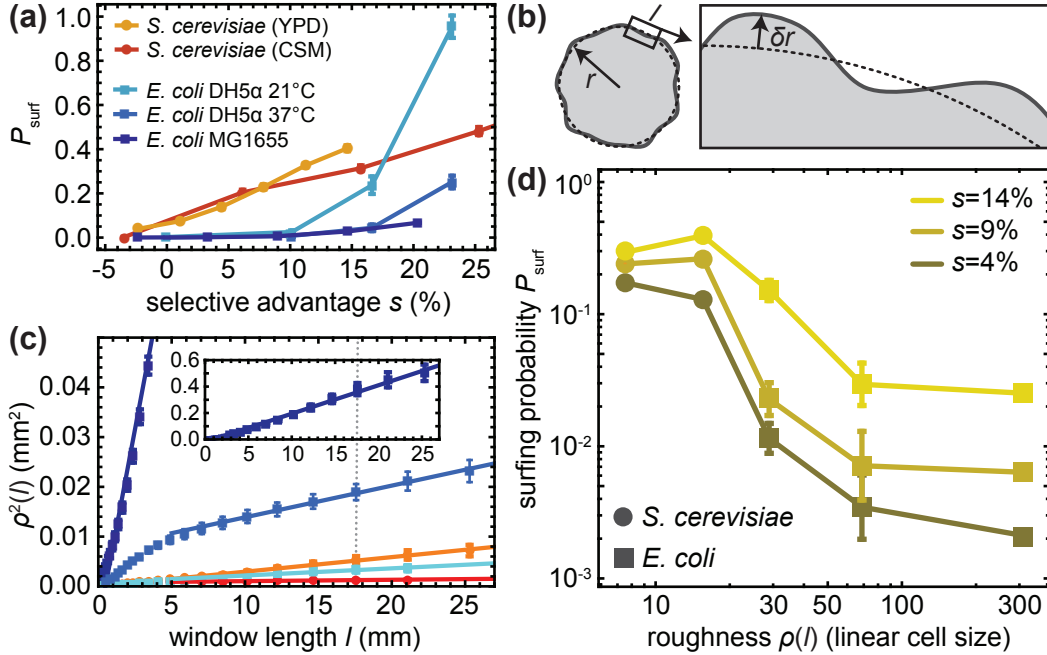 (a)
S. cerevisiae (YPD)
S. cerevisiae (CSM)
E. coli DH5α 21°C
E. coli DH5α 37°C
E. coli MG1655
1.0
0.8
0.6
0.4
0.2
0.0
P_surf
-5 0 5 10 15 20 25
selective advantage s (%)
(b)
r
δr
(c)
0.04
0.03
0.02
0.01
0.00
ρ²(l) (mm²)
0 5 10 15 20 25
window length l (mm)
0.6
0.4
0.2
0.0
0 5 10 15 20 25
(d)
s=14%
s=9%
s=4%
10⁰
10⁻¹
10⁻²
10⁻³
surfing probability P_surf
S. cerevisiae
E. coli
10 30 50 100 300
roughness ρ(l) (linear cell size)